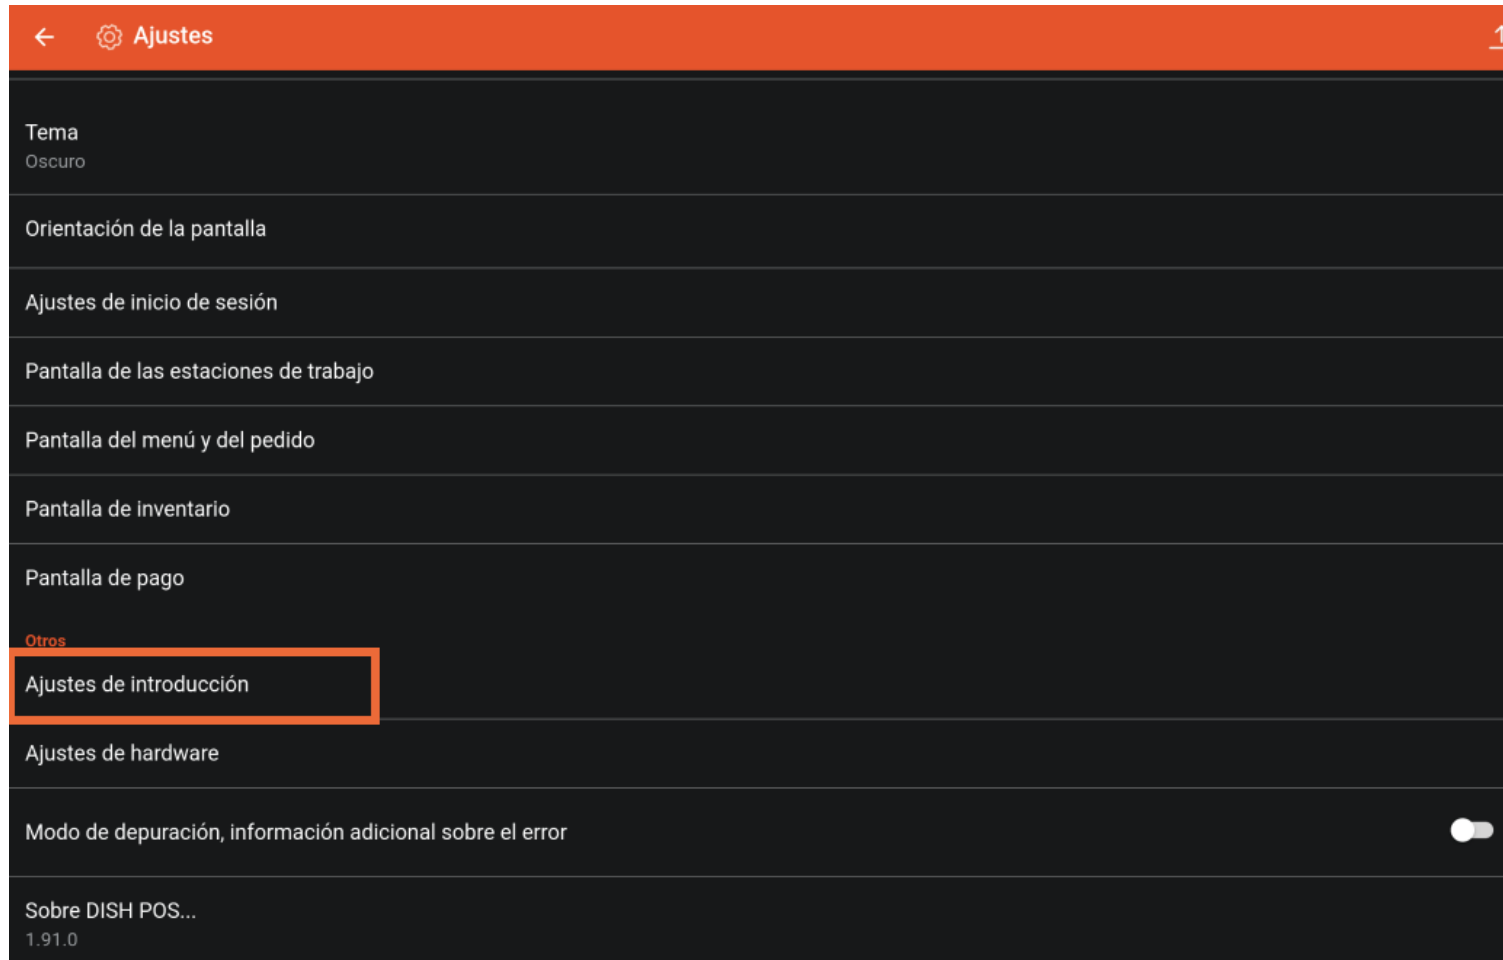 Ajustes
Tema
Oscuro
Orientación de la pantalla
Ajustes de inicio de sesión
Pantalla de las estaciones de trabajo
Pantalla del menú y del pedido
Pantalla de inventario
Pantalla de pago
Otros
Ajustes de introducción
Ajustes de hardware
Modo de depuración, información adicional sobre el error
Sobre DISH POS...
1.91.0